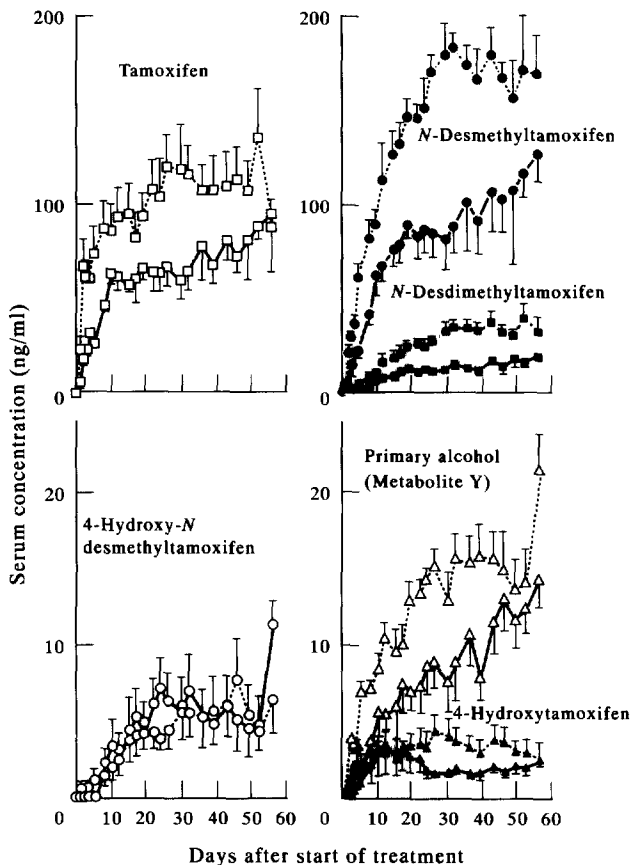 Serum concentration (ng/ml)
200
100
0
Tamoxifen
200
100
0
N-Desmethyltamoxifen
N-Desdimethyltamoxifen
20
10
0
4-Hydroxy-N
desmethyltamoxifen
0 10 20 30 40 50 60
20
10
0
Primary alcohol
(Metabolite Y)
4-Hydroxytamoxifen
0 10 20 30 40 50 60
Days after start of treatment